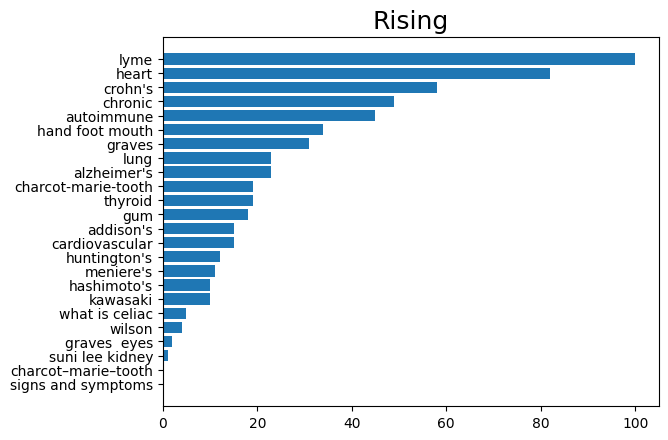 Rising
lyme
heart
crohn's
chronic
autoimmune
hand foot mouth
graves
lung
alzheimer's
charcot-marie-tooth
thyroid
gum
addison's
cardiovascular
huntington's
meniere's
hashimoto's
kawasaki
what is celiac
wilson
graves  eyes
suni lee kidney
charcot–marie–tooth
signs and symptoms
0 20 40 60 80 100